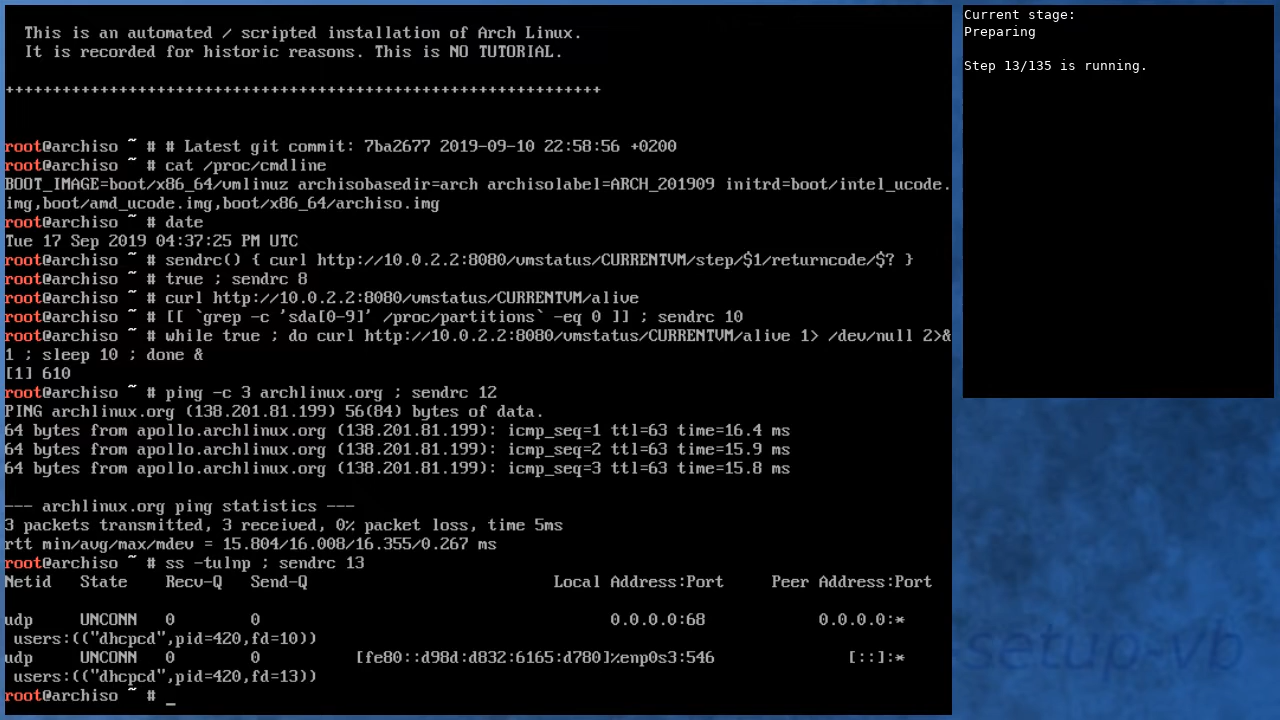 This is an automated / scripted installation of Arch Linux.
It is recorded for historic reasons. This is NO TUTORIAL.
+++++++++++++++++++++++++++++++++++++++++++++++++++++++++++++++
root@archiso ~ # # Latest git commit: 7ba2677 2019-09-10 22:58:56 +0200
root@archiso ~ # cat /proc/cmdline
BOOT_IMAGE=boot/x86_64/vmlinuz archisobasedir=arch archisolabel=ARCH_201909 initrd=boot/intel_ucode.
img,boot/amd_ucode.img,boot/x86_64/archiso.img
root@archiso ~ # date
Tue 17 Sep 2019 04:37:25 PM UTC
root@archiso ~ # sendrc() { curl http://10.0.2.2:8080/vmstatus/CURRENTVM/step/$1/returncode/$? }
root@archiso ~ # true ; sendrc 8
root@archiso ~ # curl http://10.0.2.2:8080/vmstatus/CURRENTVM/alive
root@archiso ~ # [[ `grep -c 'sda[0-9]' /proc/partitions` -eq 0 ]] ; sendrc 10
root@archiso ~ # while true ; do curl http://10.0.2.2:8080/vmstatus/CURRENTVM/alive 1> /dev/null 2>&
1 ; sleep 10 ; done &
[1] 610
root@archiso ~ # ping -c 3 archlinux.org ; sendrc 12
PING archlinux.org (138.201.81.199) 56(84) bytes of data.
64 bytes from apollo.archlinux.org (138.201.81.199): icmp_seq=1 ttl=63 time=16.4 ms
64 bytes from apollo.archlinux.org (138.201.81.199): icmp_seq=2 ttl=63 time=15.9 ms
64 bytes from apollo.archlinux.org (138.201.81.199): icmp_seq=3 ttl=63 time=15.8 ms
--- archlinux.org ping statistics ---
3 packets transmitted, 3 received, 0% packet loss, time 5ms
rtt min/avg/max/mdev = 15.804/16.008/16.355/0.267 ms
root@archiso ~ # ss -tulnp ; sendrc 13
Netid State Recv-Q Send-Q Local Address:Port Peer Address:Port
udp UNCONN 0 0 0.0.0.0:68 0.0.0.0:*
users:(("dhcpcd",pid=420,fd=10))
udp UNCONN 0 0 [fe80::d98d:d832:6165:d780]%enp0s3:546 [::]:*
users:(("dhcpcd",pid=420,fd=13))
root@archiso ~ # _
Current stage:
Preparing
Step 13/135 is running.
setup-vb